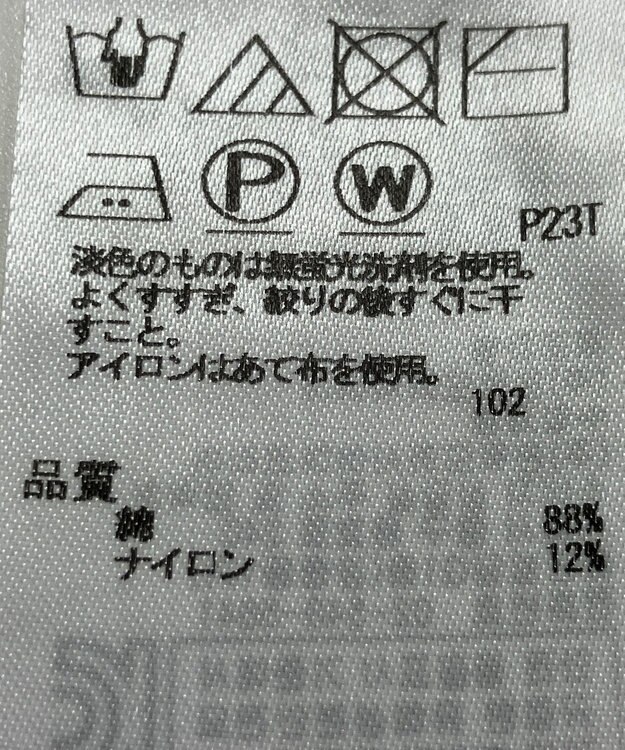 P W
P23T
淡色のものは無蛍光洗剤を使用。
よくすすぎ、絞りの後すぐに干
すこと。
アイロンはあて布を使用。
102
品質
綿 88%
ナイロン 12%